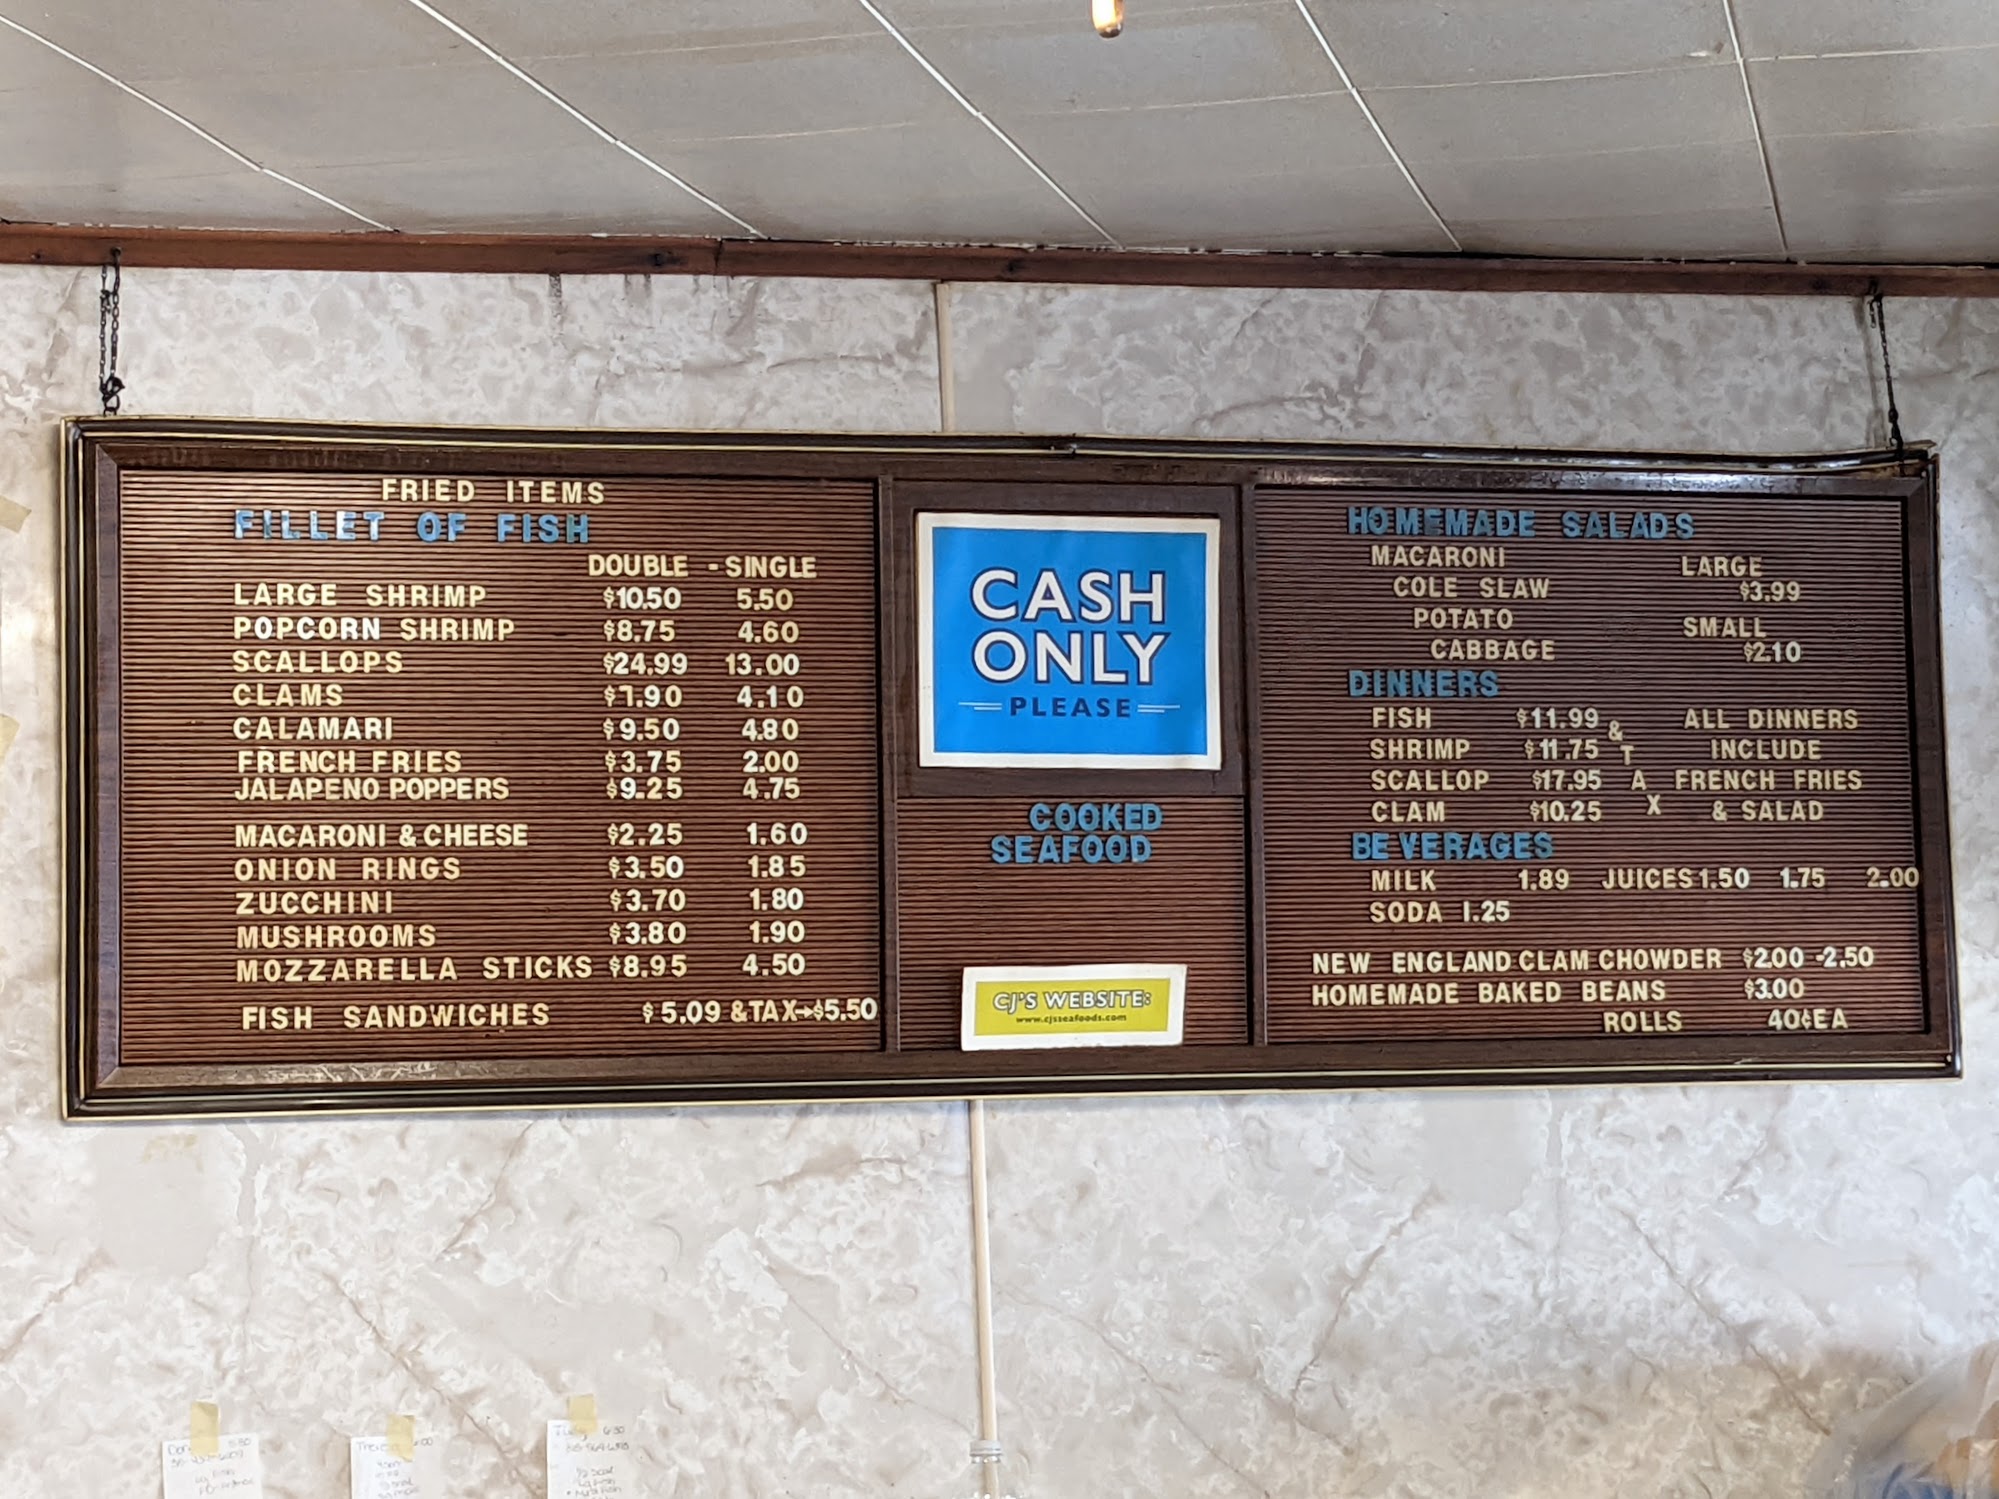 FRIED ITEMS
FILLET OF FISH
DOUBLE - SINGLE
LARGE SHRIMP $10.50 5.50
POPCORN SHRIMP $8.75 4.60
SCALLOPS $24.99 13.00
CLAMS $7.90 4.10
CALAMARI $9.50 4.80
FRENCH FRIES $3.75 2.00
JALAPENO POPPERS $9.25 4.75
MACARONI & CHEESE $2.25 1.60
ONION RINGS $3.50 1.85
ZUCCHINI $3.70 1.80
MUSHROOMS $3.80 1.90
MOZZARELLA STICKS $8.95 4.50
FISH SANDWICHES $5.09 & TAX→$5.50
CASH
ONLY
PLEASE
COOKED
SEAFOOD
CJ'S WEBSITE:
www.cjsseafoods.com
HOMEMADE SALADS
MACARONI LARGE
COLE SLAW $3.99
POTATO SMALL
CABBAGE $2.10
DINNERS
FISH $11.99 & ALL DINNERS
SHRIMP $11.75 T INCLUDE
SCALLOP $17.95 A FRENCH FRIES
CLAM $10.25 X & SALAD
BEVERAGES
MILK 1.89 JUICES 1.50 1.75 2.00
SODA 1.25
NEW ENGLAND CLAM CHOWDER $2.00 -2.50
HOMEMADE BAKED BEANS $3.00
ROLLS 40¢EA